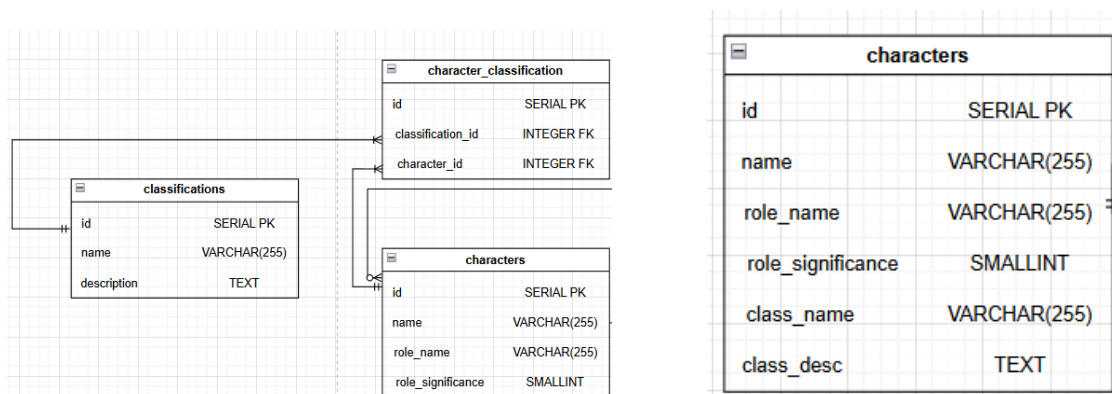 character_classification
id SERIAL PK
classification_id INTEGER FK
character_id INTEGER FK
classifications
id SERIAL PK
name VARCHAR(255)
description TEXT
characters
id SERIAL PK
name VARCHAR(255)
role_name VARCHAR(255)
role_significance SMALLINT
characters
id SERIAL PK
name VARCHAR(255)
role_name VARCHAR(255)
role_significance SMALLINT
class_name VARCHAR(255)
class_desc TEXT